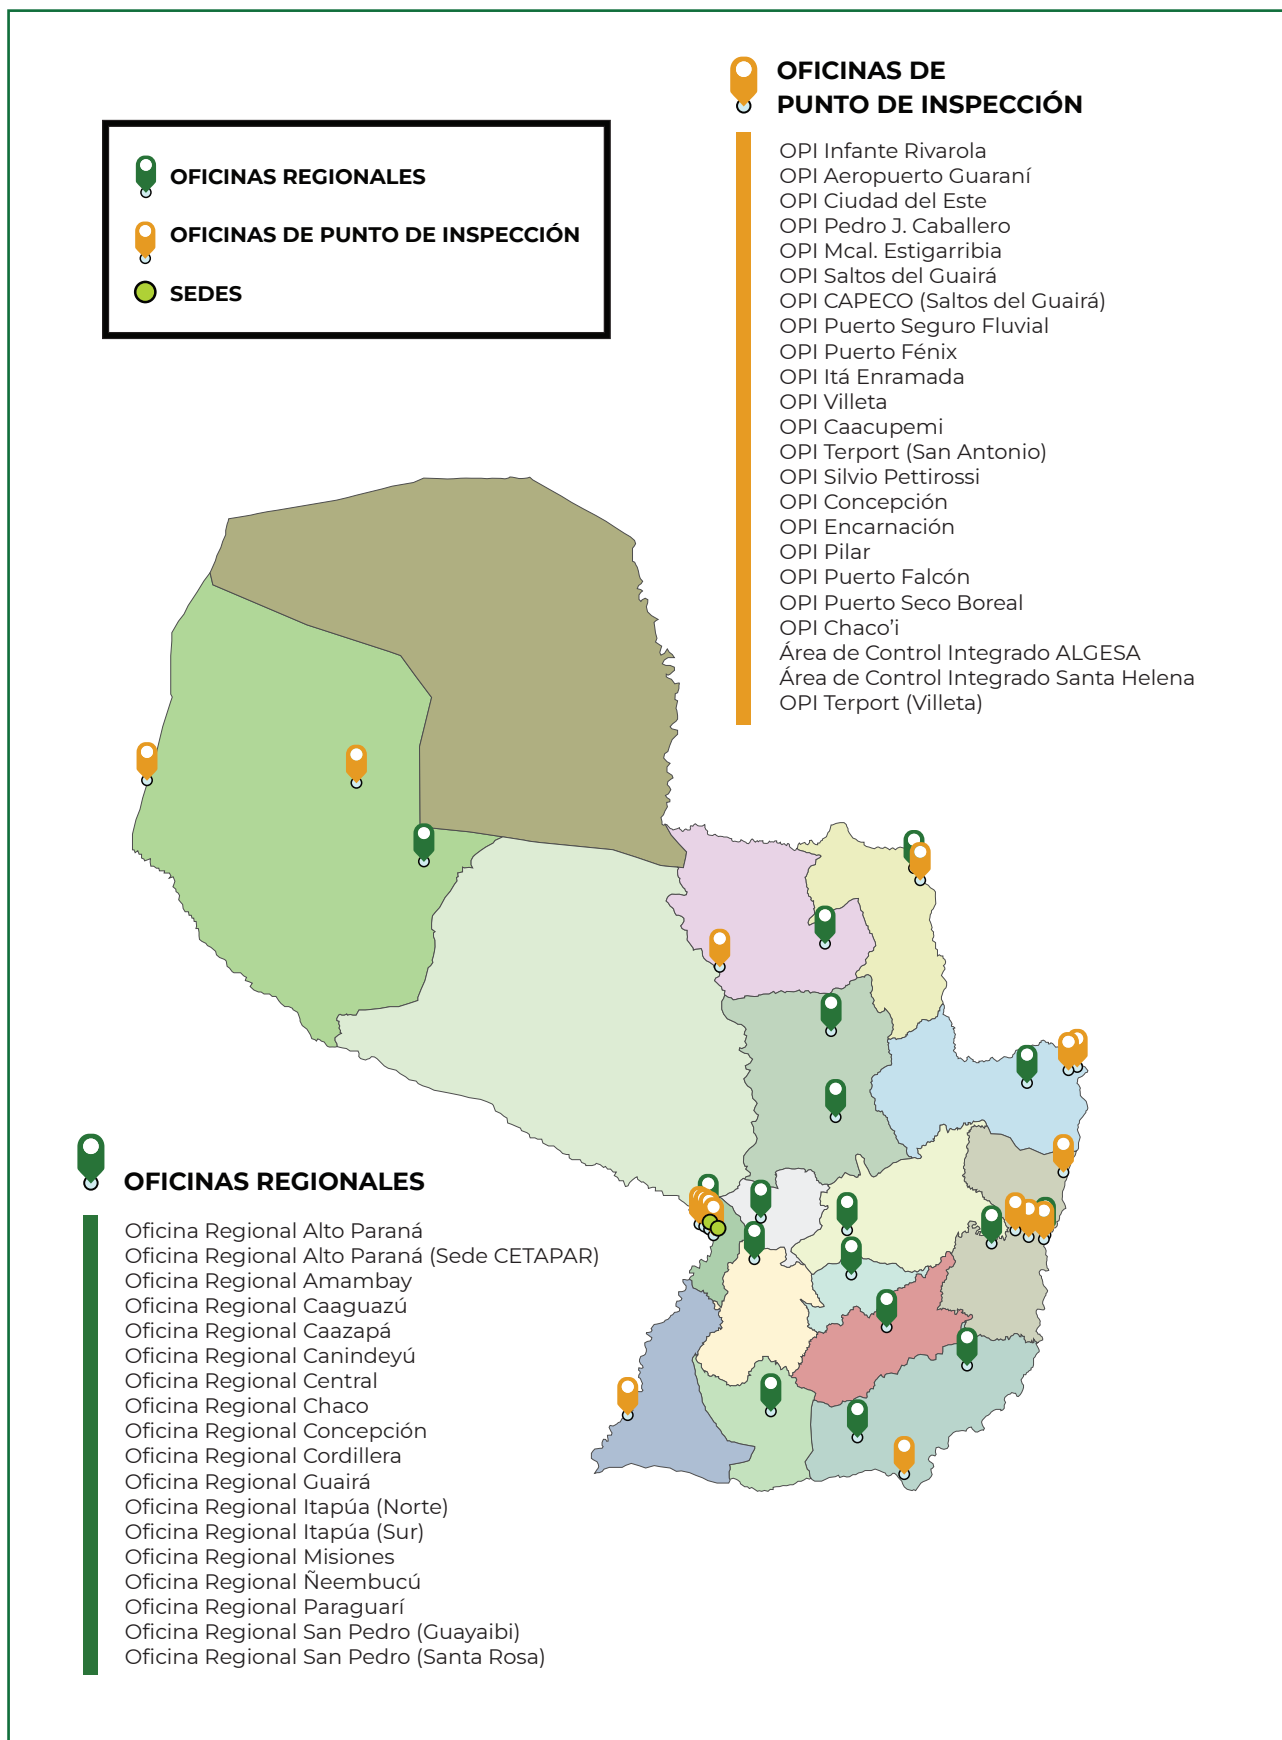 OFICINAS REGIONALES
OFICINAS DE PUNTO DE INSPECCIÓN
SEDES
OFICINAS DE
PUNTO DE INSPECCIÓN
OPI Infante Rivarola
OPI Aeropuerto Guaraní
OPI Ciudad del Este
OPI Pedro J. Caballero
OPI Mcal. Estigarribia
OPI Saltos del Guairá
OPI CAPECO (Saltos del Guairá)
OPI Puerto Seguro Fluvial
OPI Puerto Fénix
OPI Itá Enramada
OPI Villeta
OPI Caacupemi
OPI Terport (San Antonio)
OPI Silvio Pettirossi
OPI Concepción
OPI Encarnación
OPI Pilar
OPI Puerto Falcón
OPI Puerto Seco Boreal
OPI Chaco’i
Área de Control Integrado ALGESA
Área de Control Integrado Santa Helena
OPI Terport (Villeta)
OFICINAS REGIONALES
Oficina Regional Alto Paraná
Oficina Regional Alto Paraná (Sede CETAPAR)
Oficina Regional Amambay
Oficina Regional Caaguazú
Oficina Regional Caazapá
Oficina Regional Canindeyú
Oficina Regional Central
Oficina Regional Chaco
Oficina Regional Concepción
Oficina Regional Cordillera
Oficina Regional Guairá
Oficina Regional Itapúa (Norte)
Oficina Regional Itapúa (Sur)
Oficina Regional Misiones
Oficina Regional Ñeembucú
Oficina Regional Paraguarí
Oficina Regional San Pedro (Guayaibi)
Oficina Regional San Pedro (Santa Rosa)